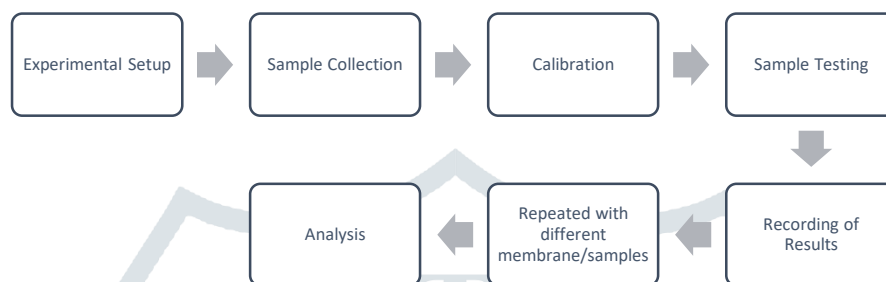 Experimental Setup
Sample Collection
Calibration
Sample Testing
Recording of
Results
Repeated with
different
membrane/samples
Analysis